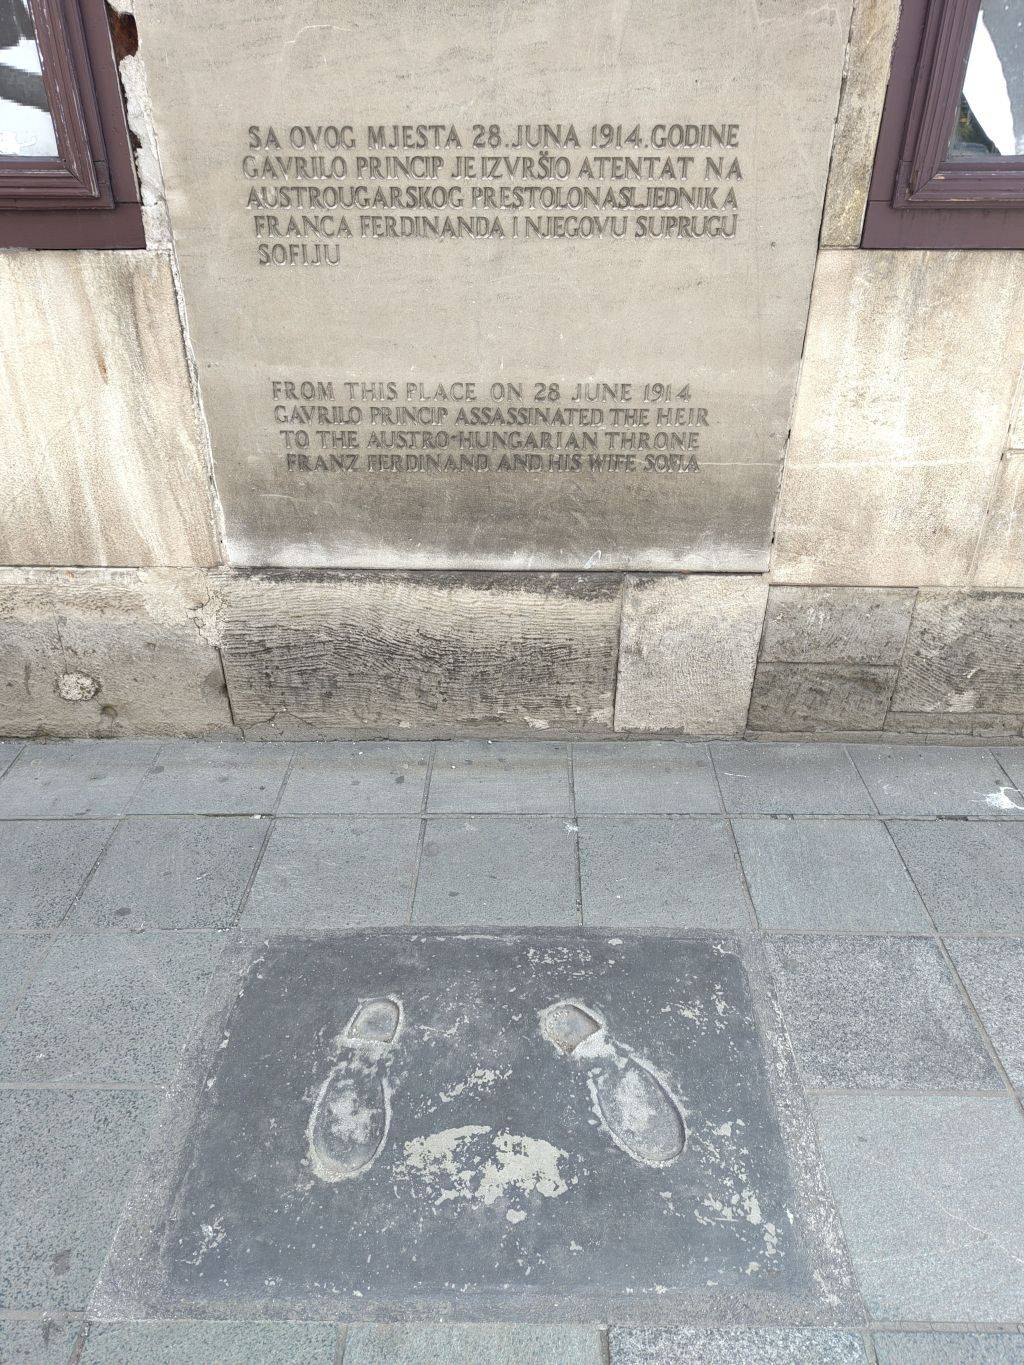 SA OVOG MJESTA 28.JUNA 1914.GODINE
GAVRILO PRINCIP JE IZVRŠIO ATENTAT NA
AUSTROUGARSKOG PRESTOLONASLJEDNIKA
FRANCA FERDINANDA I NJEGOVU SUPRUGU
SOFIJU
FROM THIS PLACE ON 28 JUNE 1914
GAVRILO PRINCIP ASSASSINATED THE HEIR
TO THE AUSTRO-HUNGARIAN THRONE
FRANZ FERDINAND AND HIS WIFE SOFIA